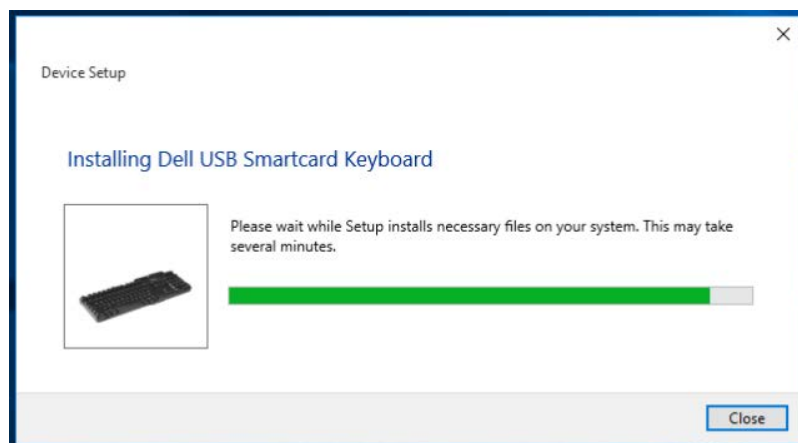 Device Setup
Installing Dell USB Smartcard Keyboard
Please wait while Setup installs necessary files on your system. This may take
several minutes.
Close